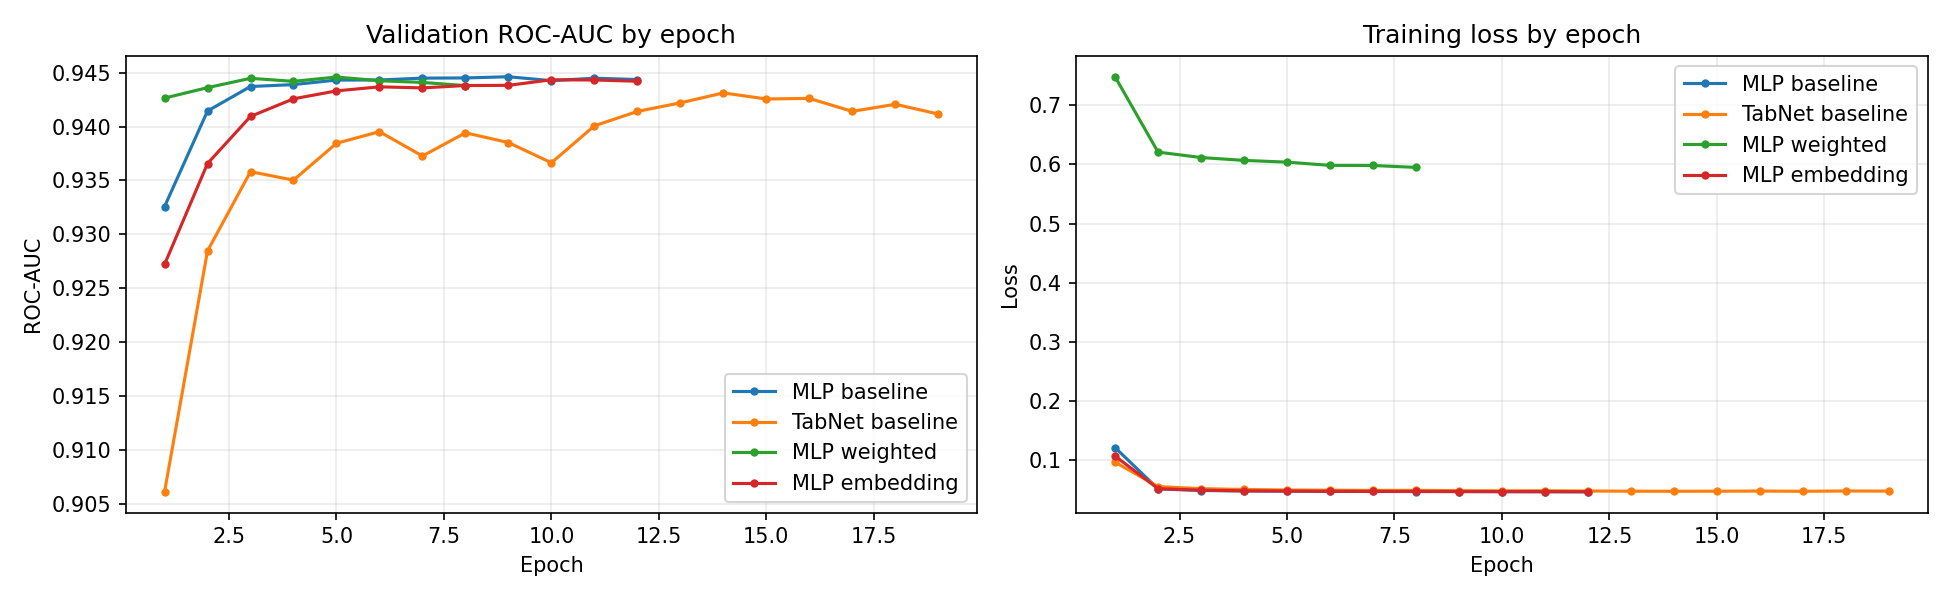 Validation ROC-AUC by epoch
ROC-AUC
0.945
0.940
0.935
0.930
0.925
0.920
0.915
0.910
0.905
MLP baseline
TabNet baseline
MLP weighted
MLP embedding
2.5 5.0 7.5 10.0 12.5 15.0 17.5
Epoch
Training loss by epoch
Loss
0.7
0.6
0.5
0.4
0.3
0.2
0.1
MLP baseline
TabNet baseline
MLP weighted
MLP embedding
2.5 5.0 7.5 10.0 12.5 15.0 17.5
Epoch